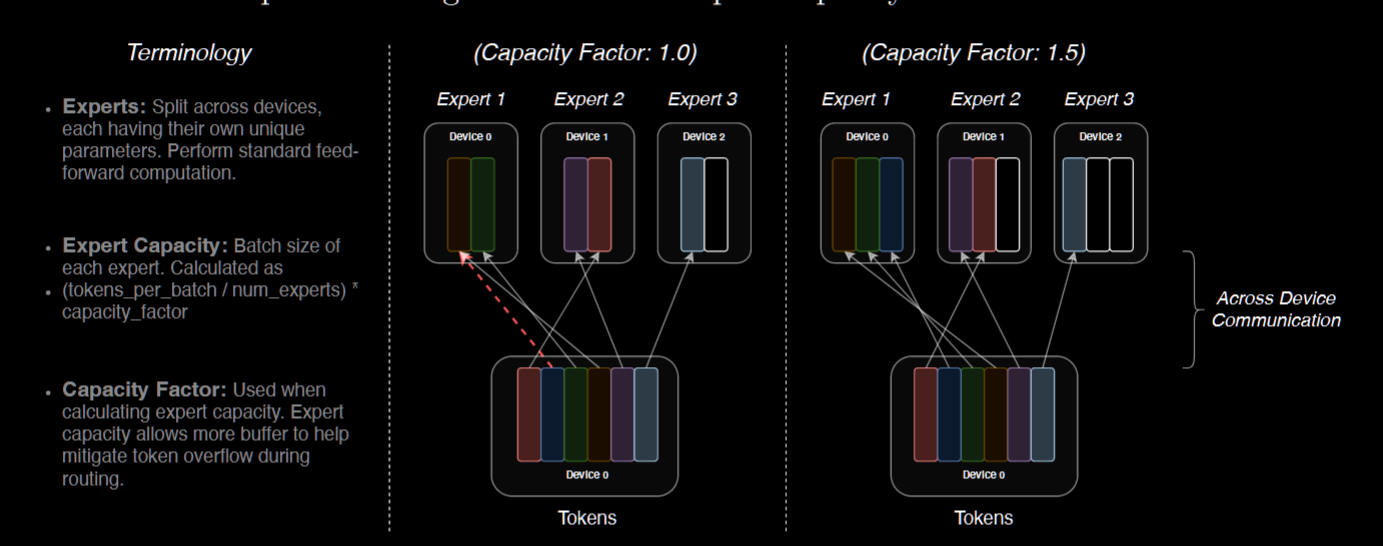 Terminology
• Experts: Split across devices,
each having their own unique
parameters. Perform standard feed-
forward computation.
• Expert Capacity: Batch size of
each expert. Calculated as
• (tokens_per_batch / num_experts) *
capacity_factor
• Capacity Factor: Used when
calculating expert capacity. Expert
capacity allows more buffer to help
mitigate token overflow during
routing.
(Capacity Factor: 1.0)
Expert 1 Expert 2 Expert 3
Device 0 Device 1 Device 2
Device 0
Tokens
(Capacity Factor: 1.5)
Expert 1 Expert 2 Expert 3
Device 0 Device 1 Device 2
Device 0
Tokens
Across Device
Communication